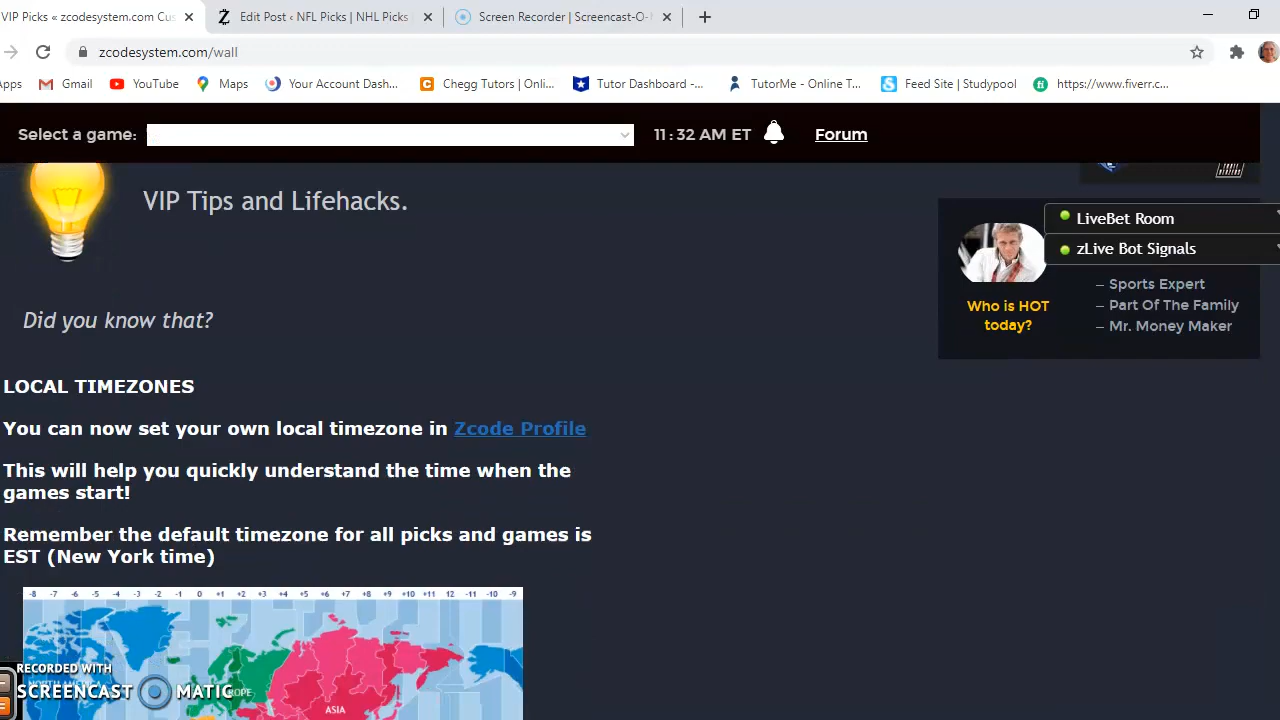 VIP Picks « zcodesystem.com Cus
Edit Post ‹ NFL Picks | NHL Picks
Screen Recorder | Screencast-O-
zcodesystem.com/wall
Apps
Gmail
YouTube
Maps
Your Account Dash...
Chegg Tutors | Onli...
Tutor Dashboard -...
TutorMe - Online T...
Feed Site | Studypool
https://www.fiverr.c...
Select a game:
11:32 AM ET
Forum
VIP Tips and Lifehacks.
LiveBet Room
zLive Bot Signals
– Sports Expert
– Part Of The Family
– Mr. Money Maker
Who is HOT
today?
Did you know that?
LOCAL TIMEZONES
You can now set your own local timezone in Zcode Profile
This will help you quickly understand the time when the
games start!
Remember the default timezone for all picks and games is
EST (New York time)
-8 -7 -6 -5 -4 -3 -2 -1 0 +1 +2 +3 +4 +5 +6 +7 +8 +9 +10 +11 12 -11 -10 -9
ASIA
RECORDED WITH
SCREENCAST MATIC